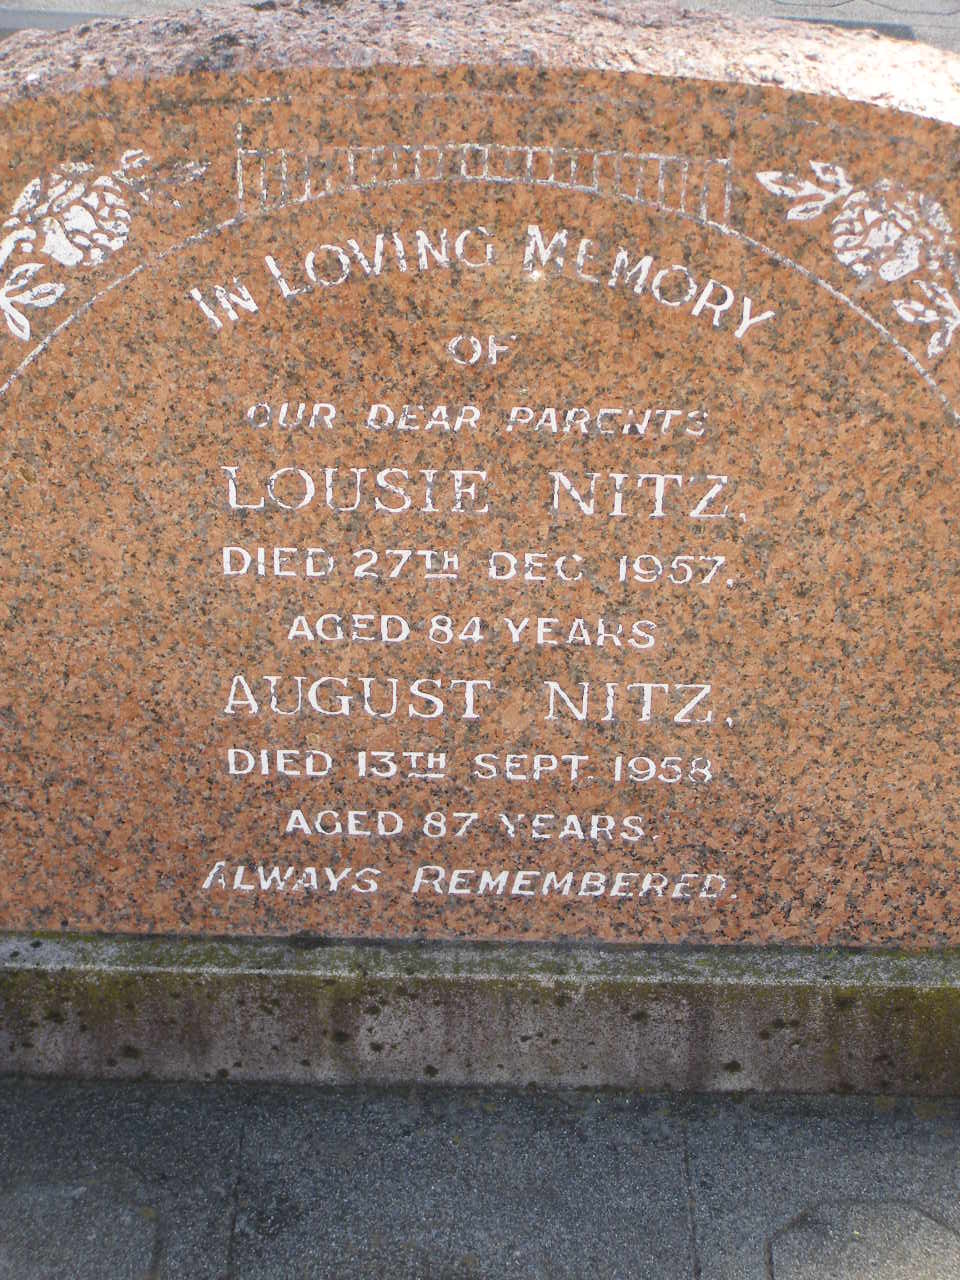 IN LOVING MEMORY
OF
OUR DEAR PARENTS
LOUSIE NITZ,
DIED 27TH DEC 1957,
AGED 84 YEARS
AUGUST NITZ,
DIED 13TH SEPT. 1958
AGED 87 YEARS.
ALWAYS REMEMBERED.